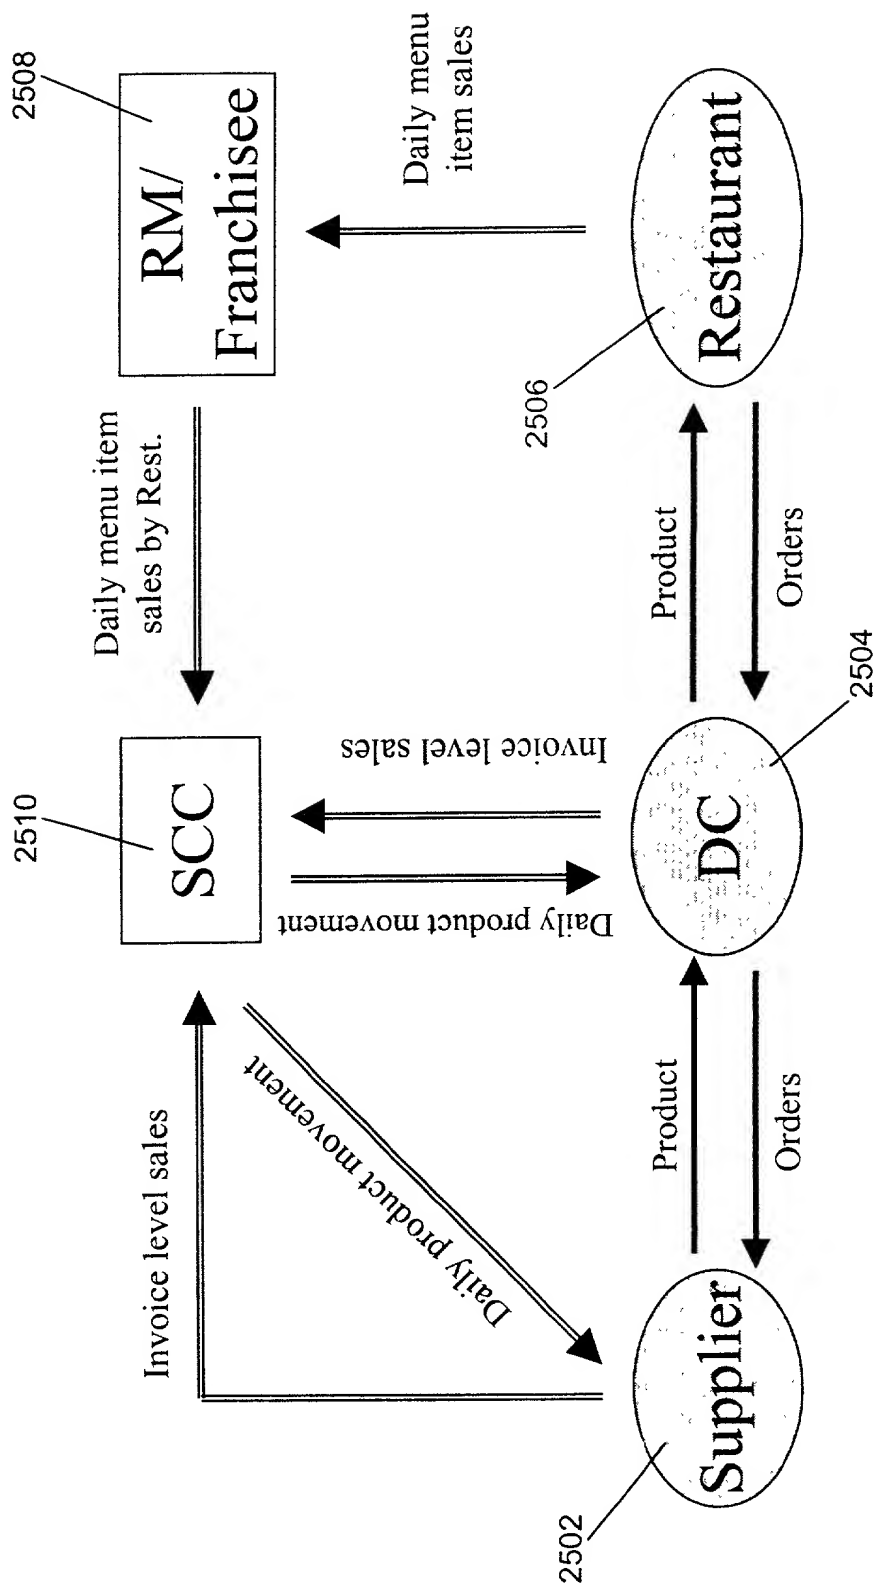 2510
2508
SCC
RM/
Franchisee
Daily menu item
sales by Rest.
Invoice level sales
Daily product movement
Daily product movement
Invoice level sales
Daily menu
item sales
2502
2506
Supplier
Product
Orders
DC
2504
Product
Orders
Restaurant